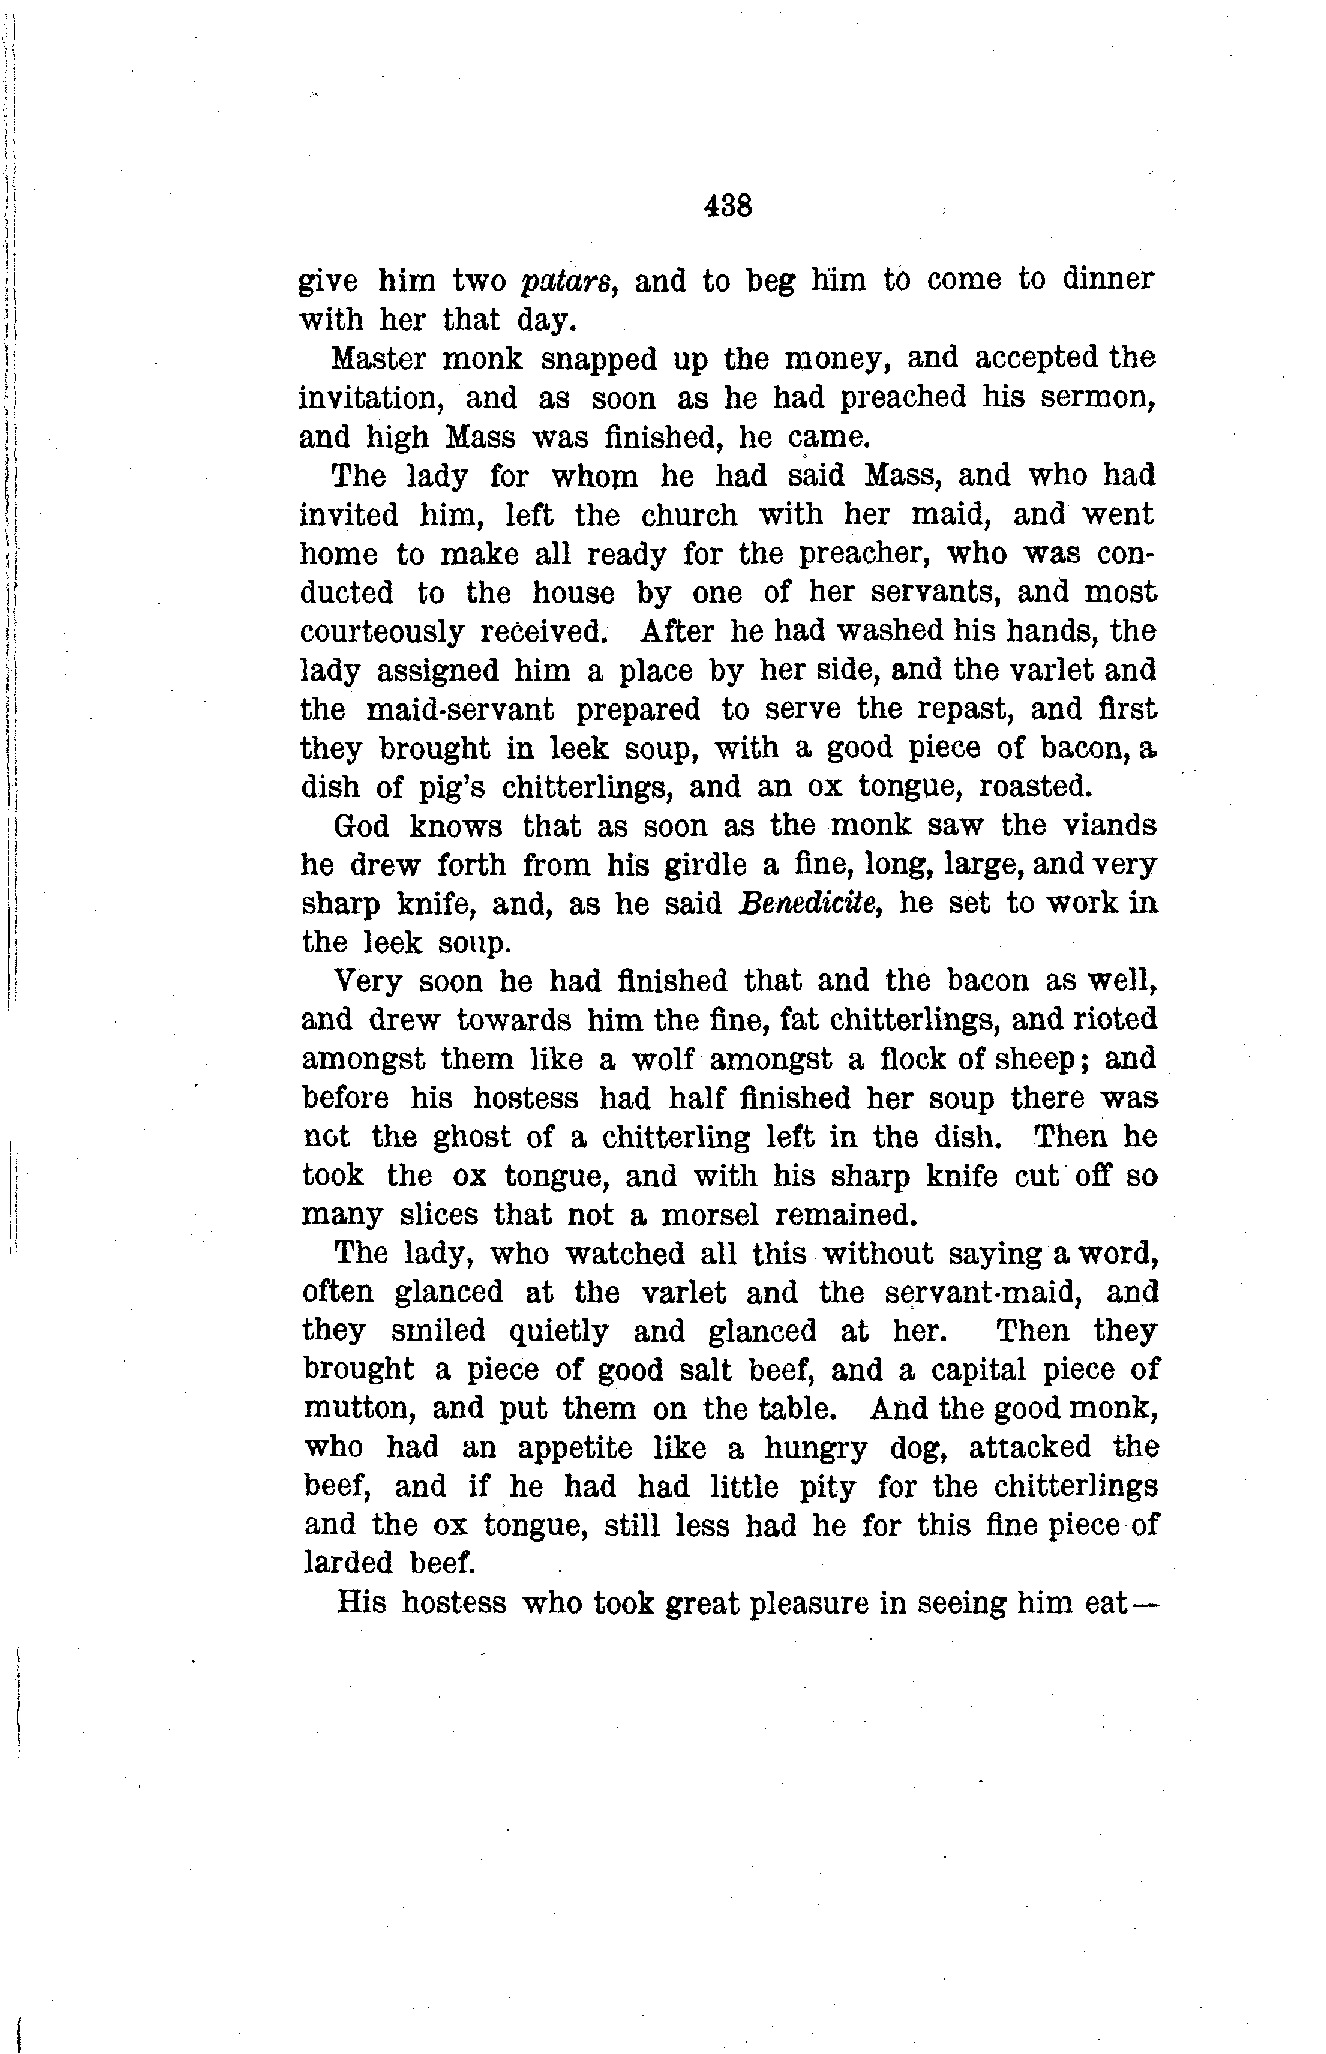 438
give him two patars, and to beg him to come to dinner
with her that day.
Master monk snapped up the money, and accepted the
invitation, and as soon as he had preached his sermon,
and high Mass was finished, he came.
The lady for whom he had said Mass, and who had
invited him, left the church with her maid, and went
home to make all ready for the preacher, who was con-
ducted to the house by one of her servants, and most
courteously received. After he had washed his hands, the
lady assigned him a place by her side, and the varlet and
the maid-servant prepared to serve the repast, and first
they brought in leek soup, with a good piece of bacon, a
dish of pig's chitterlings, and an ox tongue, roasted.
God knows that as soon as the monk saw the viands
he drew forth from his girdle a fine, long, large, and very
sharp knife, and, as he said Benedicite, he set to work in
the leek soup.
Very soon he had finished that and the bacon as well,
and drew towards him the fine, fat chitterlings, and rioted
amongst them like a wolf amongst a flock of sheep; and
before his hostess had half finished her soup there was
not the ghost of a chitterling left in the dish. Then he
took the ox tongue, and with his sharp knife cut off so
many slices that not a morsel remained.
The lady, who watched all this without saying a word,
often glanced at the varlet and the servant-maid, and
they smiled quietly and glanced at her. Then they
brought a piece of good salt beef, and a capital piece of
mutton, and put them on the table. And the good monk,
who had an appetite like a hungry dog, attacked the
beef, and if he had had little pity for the chitterlings
and the ox tongue, still less had he for this fine piece of
larded beef.
His hostess who took great pleasure in seeing him eat—